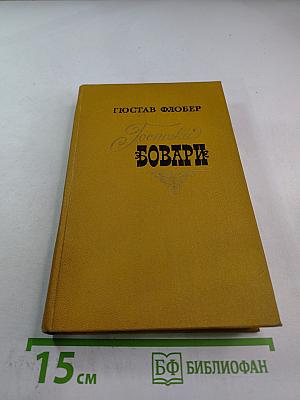 ГЮСТАВ ФЛОБЕР
Госпожа
БОВАРИ
15 см
БФ БИБЛИОФАН